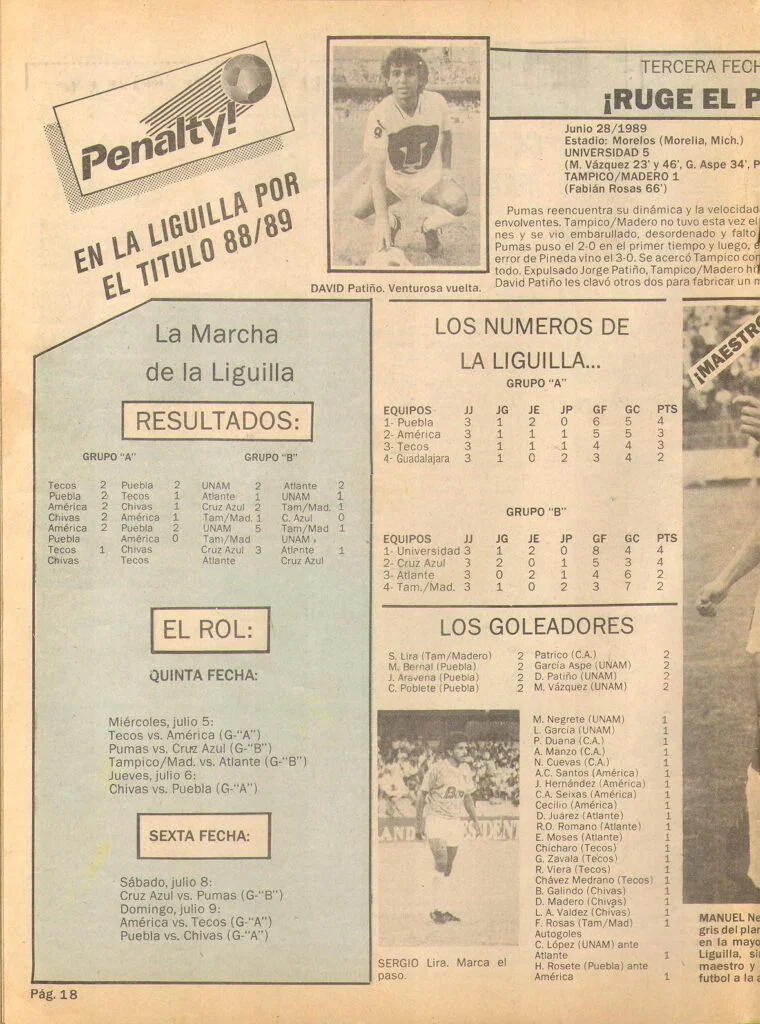 Penalty!
EN LA LIGUILLA POR
EL TITULO 88/89
9
DAVID Patiño. Venturosa vuelta.
TERCERA FECH
¡RUGE EL P
Junio 28/1989
Estadio: Morelos (Morelia, Mich.)
UNIVERSIDAD 5
(M. Vázquez 23' y 46', G. Aspe 34', P
TAMPICO/MADERO 1
(Fabián Rosas 66')
Pumas reencuentra su dinámica y la velocidad
envolventes. Tampico/Madero no tuvo esta vez el
nes y se vio embarullado, desordenado y falto
Pumas puso el 2-0 en el primer tiempo y luego, e
error de Pineda vino el 3-0. Se acercó Tampico con
todo. Expulsado Jorge Patiño, Tampico/Madero hi
David Patiño les clavó otros dos para fabricar un m
La Marcha
de la Liguilla
RESULTADOS:
GRUPO "A" GRUPO "B"
Tecos 2 Puebla 2 UNAM 2 Atlante 2
Puebla 2 Tecos 1 Atlante 1 UNAM 1
América 2 Chivas 1 Cruz Azul 2 Tam/Mad. 1
Chivas 2 América 1 Tam/Mad. 1 C. Azul 0
América 2 Puebla 2 UNAM 5 Tam/Mad 1
Puebla América 0 Tam/Mad UNAM
Tecos 1 Chivas Cruz Azul 3 Atlante 1
Chivas Tecos Atlante Cruz Azul
EL ROL:
QUINTA FECHA:
Miércoles, julio 5:
Tecos vs. América (G-"A")
Pumas vs. Cruz Azul (G-"B")
Tampico/Mad. vs. Atlante (G-"B")
Jueves, julio 6:
Chivas vs. Puebla (G-"A")
SEXTA FECHA:
Sábado, julio 8:
Cruz Azul vs. Pumas (G-"B")
Domingo, julio 9:
América vs. Tecos (G-"A")
Puebla vs. Chivas (G-"A")
LOS NUMEROS DE
LA LIGUILLA...
GRUPO "A"
EQUIPOS JJ JG JE JP GF GC PTS
1- Puebla 3 1 2 0 6 5 4
2- América 3 1 1 1 5 5 3
3- Tecos 3 1 1 1 4 4 3
4- Guadalajara 3 1 0 2 3 4 2
GRUPO "B"
EQUIPOS JJ JG JE JP GF GC PTS
1- Universidad 3 1 2 0 8 4 4
2- Cruz Azul 3 2 0 1 5 3 4
3- Atlante 3 0 2 1 4 6 2
4- Tam./Mad. 3 1 0 2 3 7 2
LOS GOLEADORES
S. Lira (Tam/Madero) 2 Patrico (C.A.) 2
M. Bernal (Puebla) 2 García Aspe (UNAM) 2
J. Aravena (Puebla) 2 D. Patiño (UNAM) 2
C. Poblete (Puebla) 2 M. Vázquez (UNAM) 2
M. Negrete (UNAM) 1
L. García (UNAM) 1
P. Duana (C.A.) 1
A. Manzo (C.A.) 1
N. Cuevas (C.A.) 1
A.C. Santos (América) 1
J. Hernández (América) 1
C.A. Seixas (América) 1
Cecilio (América) 1
D. Juárez (Atlante) 1
R.O. Romano (Atlante) 1
E. Moses (Atlante) 1
Chicharo (Tecos) 1
G. Zavala (Tecos) 1
R. Viera (Tecos) 1
Chávez Medrano (Tecos) 1
B. Galindo (Chivas) 1
D. Madero (Chivas) 1
L. A. Valdez (Chivas) 1
F. Rosas (Tam/Mad) 1
Autogoles
C. López (UNAM) ante
Atlante 1
H. Rosete (Puebla) ante
América 1
SERGIO Lira. Marca el
paso.
¡MAESTRO
MANUEL Ne
gris del plan
en la mayo
Liguilla, si
maestro y
futbol a la a
Pág. 18